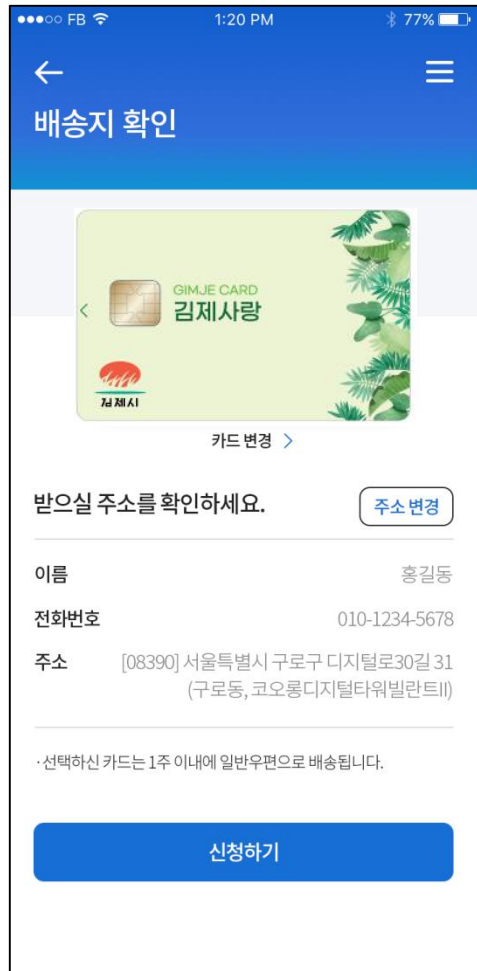 FB 1:20 PM 77%
배송지 확인
GIMJE CARD
김제사랑
김제시
카드 변경 >
받으실 주소를 확인하세요. 주소 변경
이름 홍길동
전화번호 010-1234-5678
주소 [08390] 서울특별시 구로구 디지털로30길 31
(구로동, 코오롱디지털타워빌란트II)
·선택하신 카드는 1주 이내에 일반우편으로 배송됩니다.
신청하기